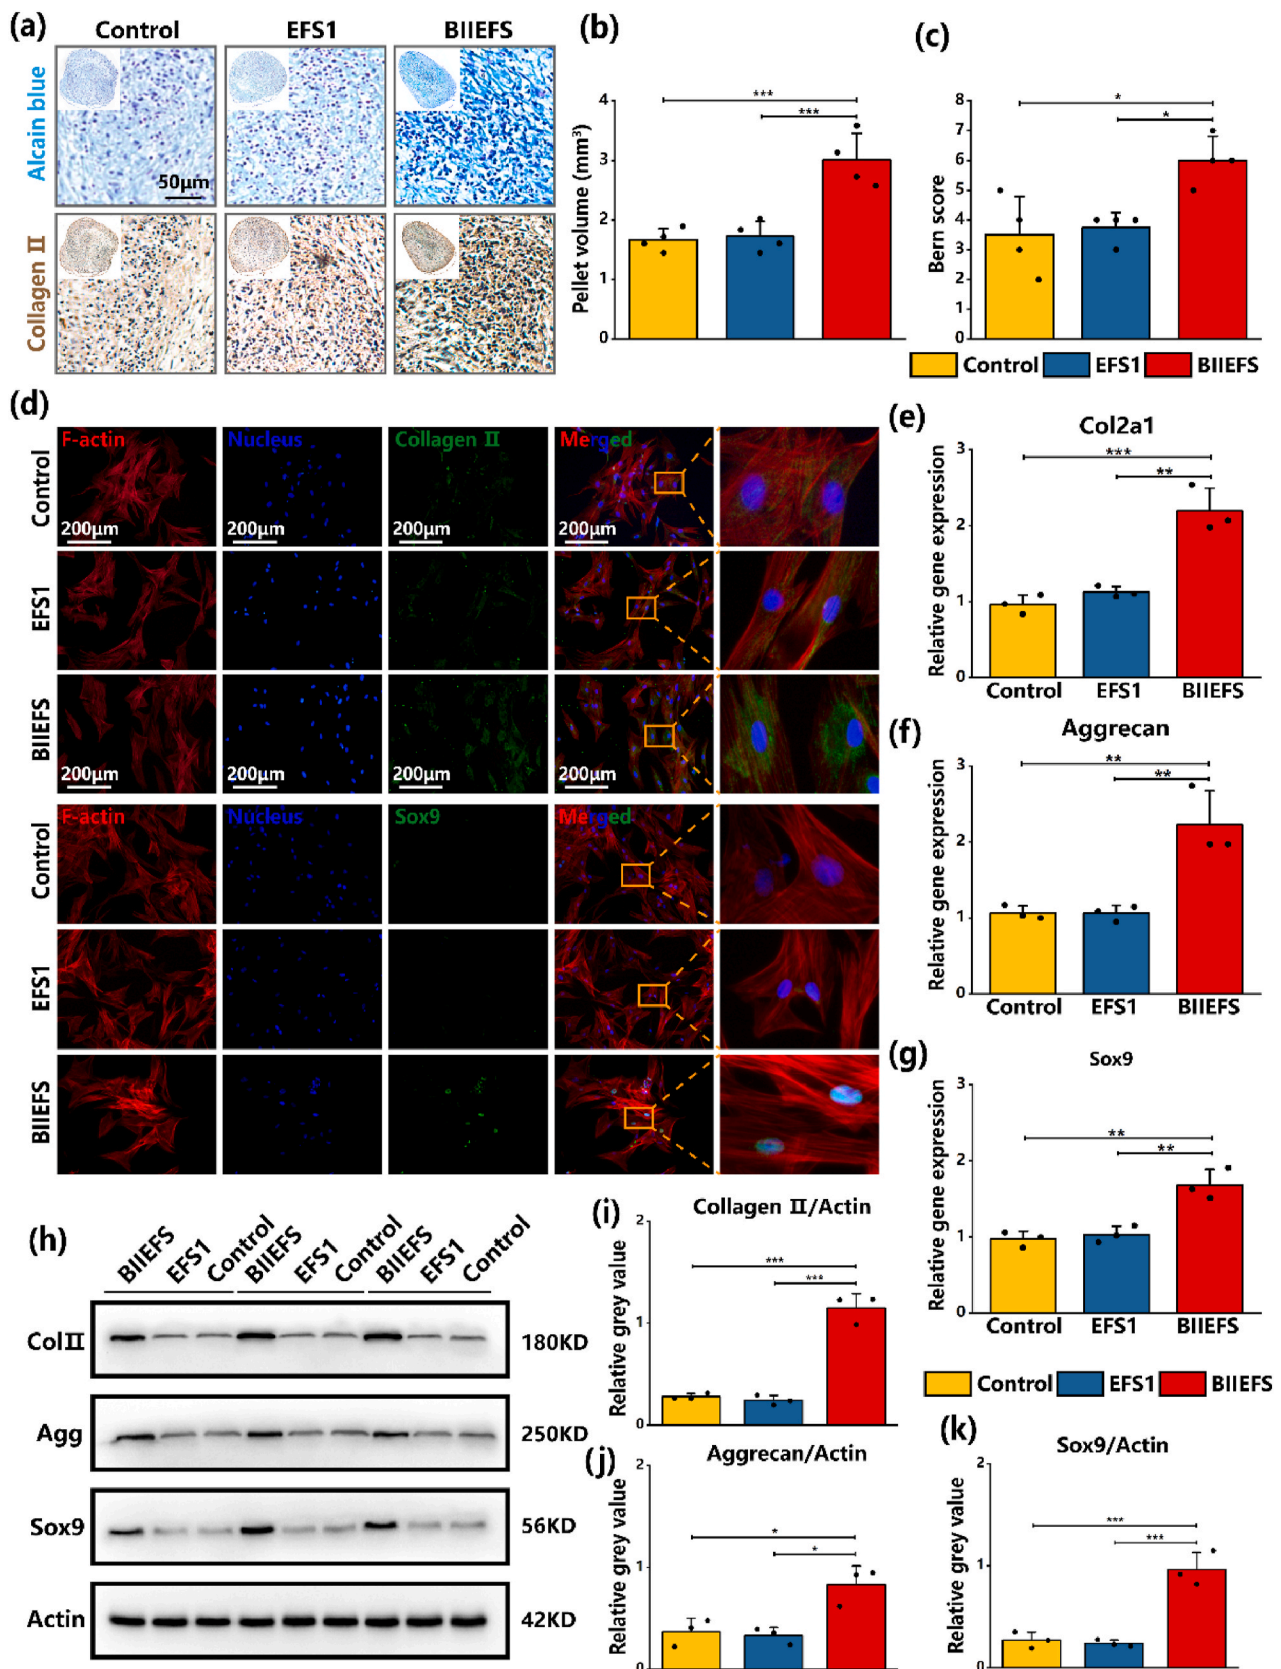 (a)
Control
EFS1
BIIEFS
Alcain blue
50μm
Collagen II
(b)
Pellet volume (mm³)
4
3
2
1
0
***
***
(c)
Bern score
8
7
6
5
4
3
2
1
0
*
*
Control EFS1 BIIEFS
(d)
F-actin Nucleus Collagen II Merged
Control
200μm 200μm 200μm 200μm
EFS1
200μm 200μm 200μm 200μm
BIIEFS
200μm 200μm 200μm 200μm
F-actin Nucleus Sox9 Merged
Control
EFS1
BIIEFS
(e)
Col2a1
Relative gene expression
3
2
1
0
***
**
Control EFS1 BIIEFS
(f)
Aggrecan
Relative gene expression
3
2
1
0
**
**
Control EFS1 BIIEFS
(g)
Sox9
Relative gene expression
3
2
1
0
**
**
Control EFS1 BIIEFS
Control EFS1 BIIEFS
(h)
BIIEFS EFS1 Control BIIEFS EFS1 Control BIIEFS EFS1 Control
ColII 180KD
Agg 250KD
Sox9 56KD
Actin 42KD
(i)
Collagen II/Actin
Relative grey value
2
1
0
***
***
(j)
Aggrecan/Actin
Relative grey value
2
1
0
*
*
(k)
Sox9/Actin
Relative grey value
2
1
0
***
***